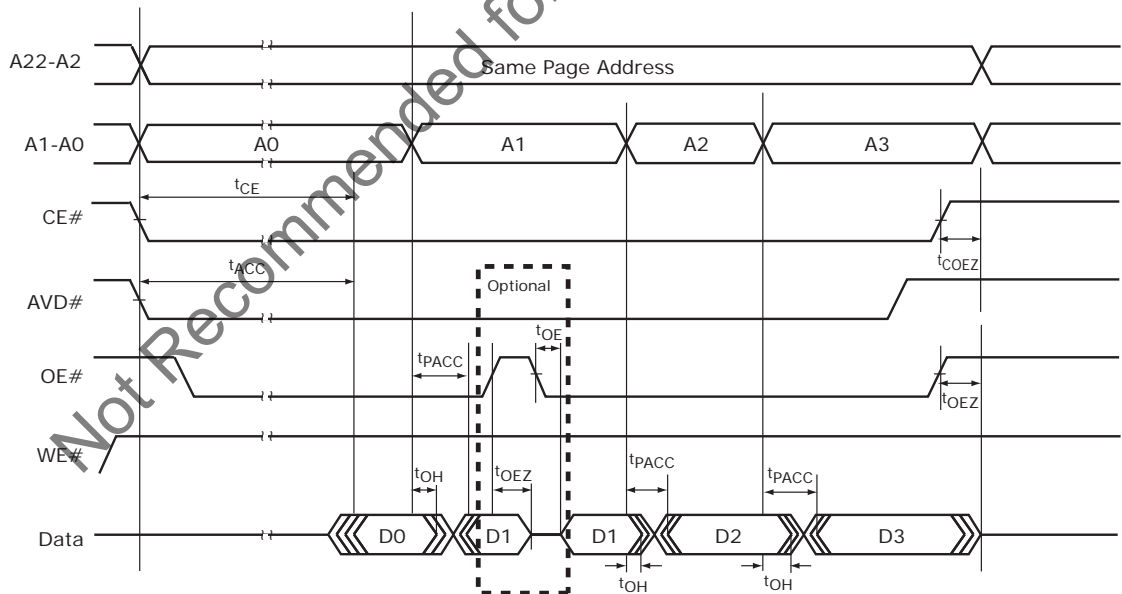 Not Recommended for
A22-A2
Same Page Address
A1-A0
A0
A1
A2
A3
tCE
CE#
tCOEZ
tACC
AVD#
Optional
tOE
OE#
tPACC
tOEZ
WE#
tOH
tOEZ
tPACC
tPACC
Data
D0
D1
D1
D2
D3
tOH
tOH